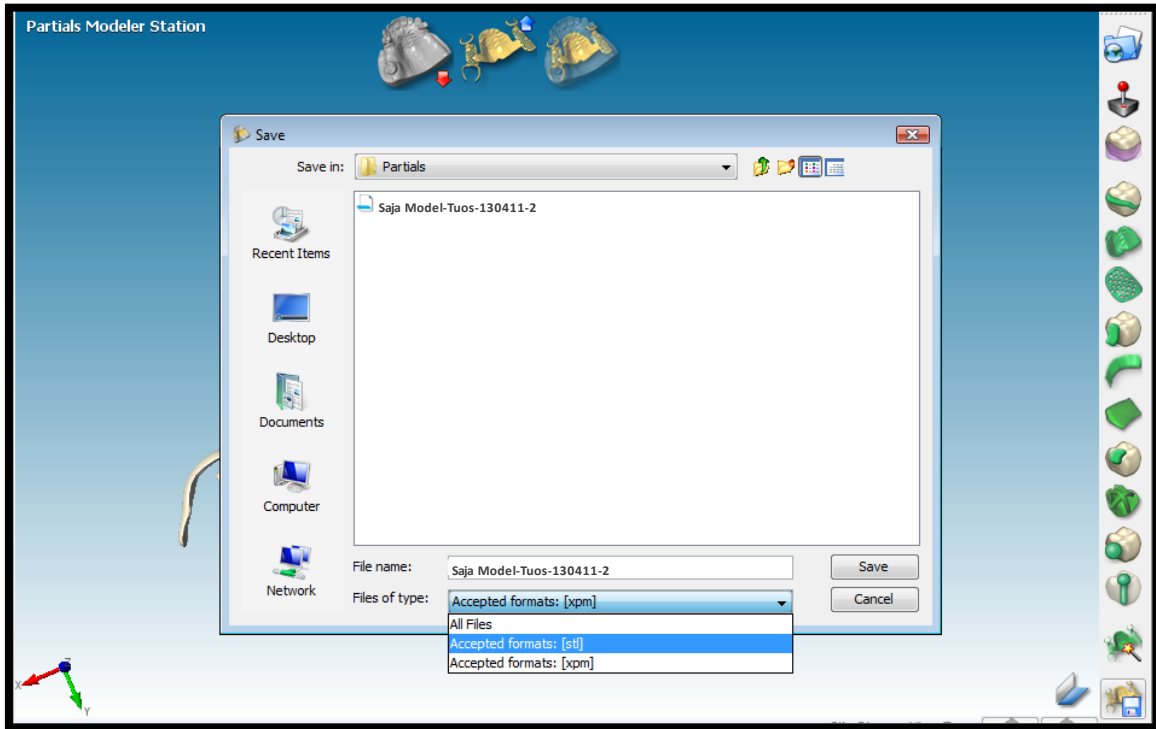 Partials Modeler Station
Save
Save in: Partials
Saja Model-Tuos-130411-2
Recent Items
Desktop
Documents
Computer
Network
File name: Saja Model-Tuos-130411-2 Save
Files of type: Accepted formats: [xpm] Cancel
All Files
Accepted formats: [stl]
Accepted formats: [xpm]
Z
X
Y